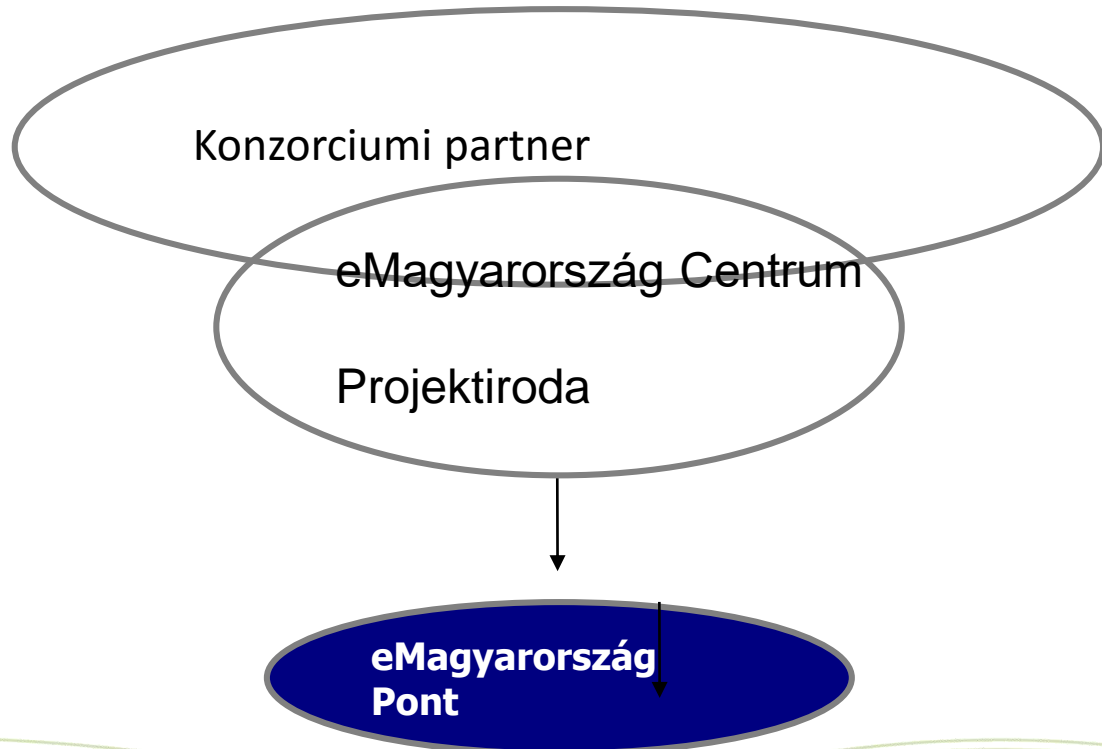 Konzorciumi partner
eMagyarország Centrum
Projektiroda
eMagyarország
Pont